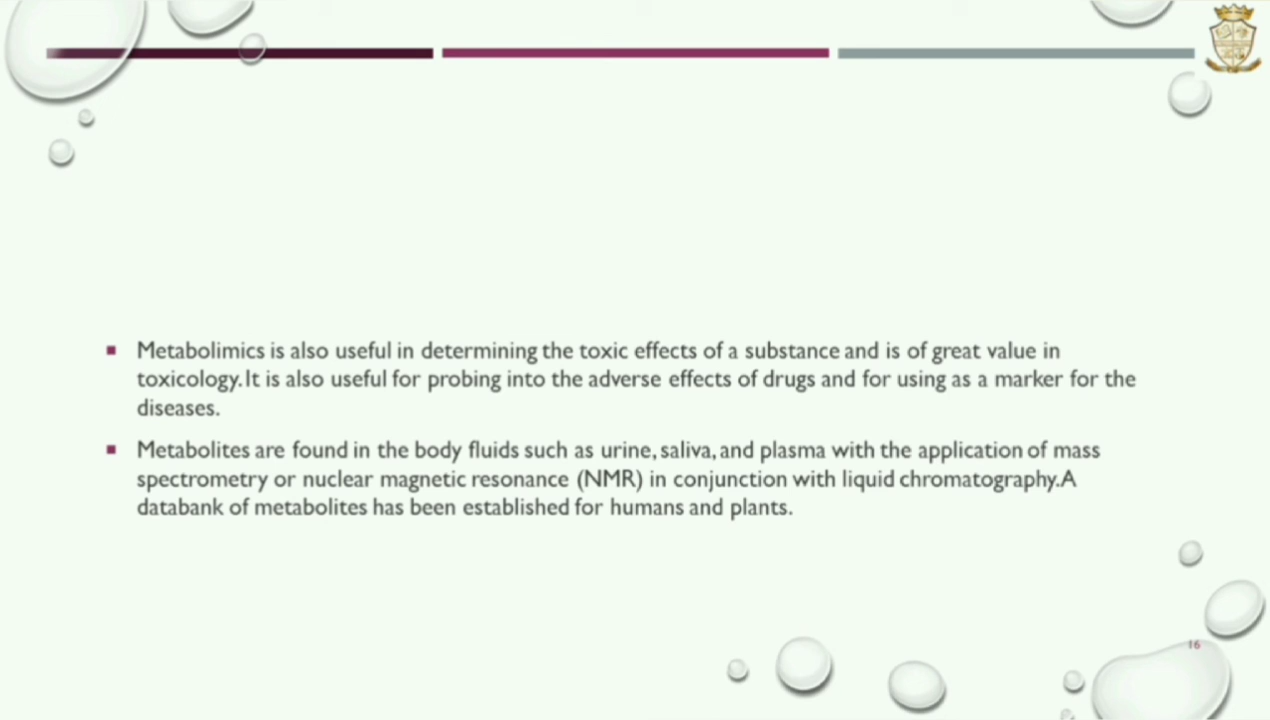 Metabolimics is also useful in determining the toxic effects of a substance and is of great value in
toxicology. It is also useful for probing into the adverse effects of drugs and for using as a marker for the
diseases.
Metabolites are found in the body fluids such as urine, saliva, and plasma with the application of mass
spectrometry or nuclear magnetic resonance (NMR) in conjunction with liquid chromatography. A
databank of metabolites has been established for humans and plants.
16